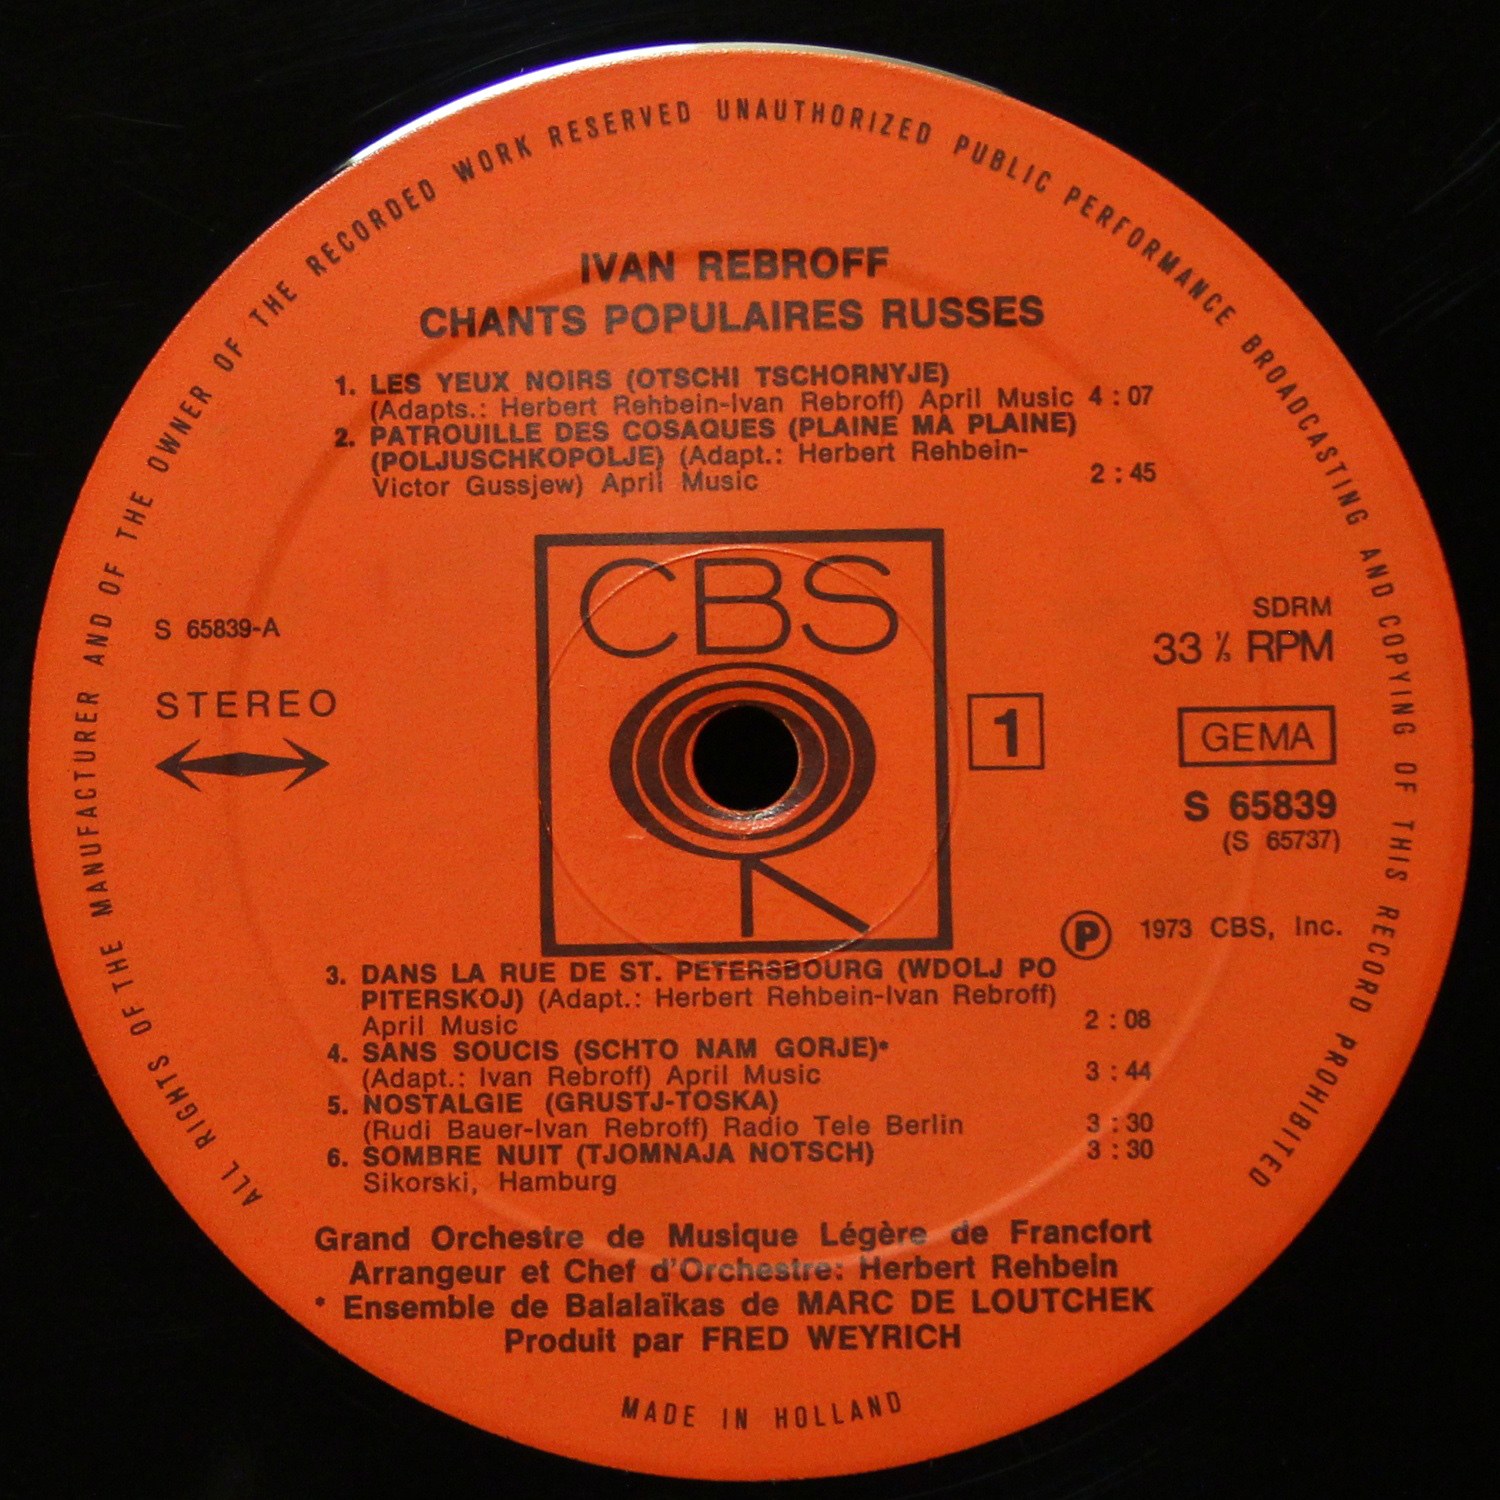 ALL RIGHTS OF THE MANUFACTURER AND OF THE OWNER OF THE RECORDED WORK RESERVED UNAUTHORIZED PUBLIC PERFORMANCE BROADCASTING AND COPYING OF THIS RECORD PROHIBITED
IVAN REBROFF
CHANTS POPULAIRES RUSSES
1. LES YEUX NOIRS (OTSCHI TSCHORNYJE)
(Adapts.: Herbert Rehbein-Ivan Rebroff) April Music 4 : 07
2. PATROUILLE DES COSAQUES (PLAINE MA PLAINE)
(POLJUSCHKOPOLJE) (Adapt.: Herbert Rehbein-
Victor Gussjew) April Music 2 : 45
CBS
S 65839-A
STEREO
1
SDRM
33 ⅓ RPM
GEMA
S 65839
(S 65737)
Ⓟ 1973 CBS, Inc.
3. DANS LA RUE DE ST. PETERSBOURG (WDOLJ PO
PITERSKOJ) (Adapt.: Herbert Rehbein-Ivan Rebroff)
April Music 2 : 08
4. SANS SOUCIS (SCHTO NAM GORJE)*
(Adapt.: Ivan Rebroff) April Music 3 : 44
5. NOSTALGIE (GRUSTJ-TOSKA)
(Rudi Bauer-Ivan Rebroff) Radio Tele Berlin 3 : 30
6. SOMBRE NUIT (TJOMNAJA NOTSCH) 3 : 30
Sikorski, Hamburg
Grand Orchestre de Musique Légère de Francfort
Arrangeur et Chef d'Orchestre: Herbert Rehbein
* Ensemble de Balalaïkas de MARC DE LOUTCHEK
Produit par FRED WEYRICH
MADE IN HOLLAND